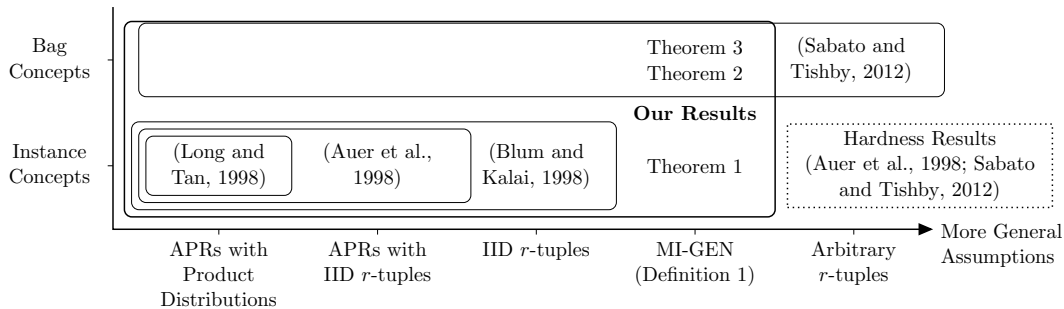 Bag
Concepts
Theorem 3
Theorem 2
(Sabato and
Tishby, 2012)
Our Results
Instance
Concepts
(Long and
Tan, 1998)
(Auer et al.,
1998)
(Blum and
Kalai, 1998)
Theorem 1
Hardness Results
(Auer et al., 1998; Sabato
and Tishby, 2012)
More General
Assumptions
APRs with
Product
Distributions
APRs with
IID r-tuples
IID r-tuples
MI-GEN
(Definition 1)
Arbitrary
r-tuples